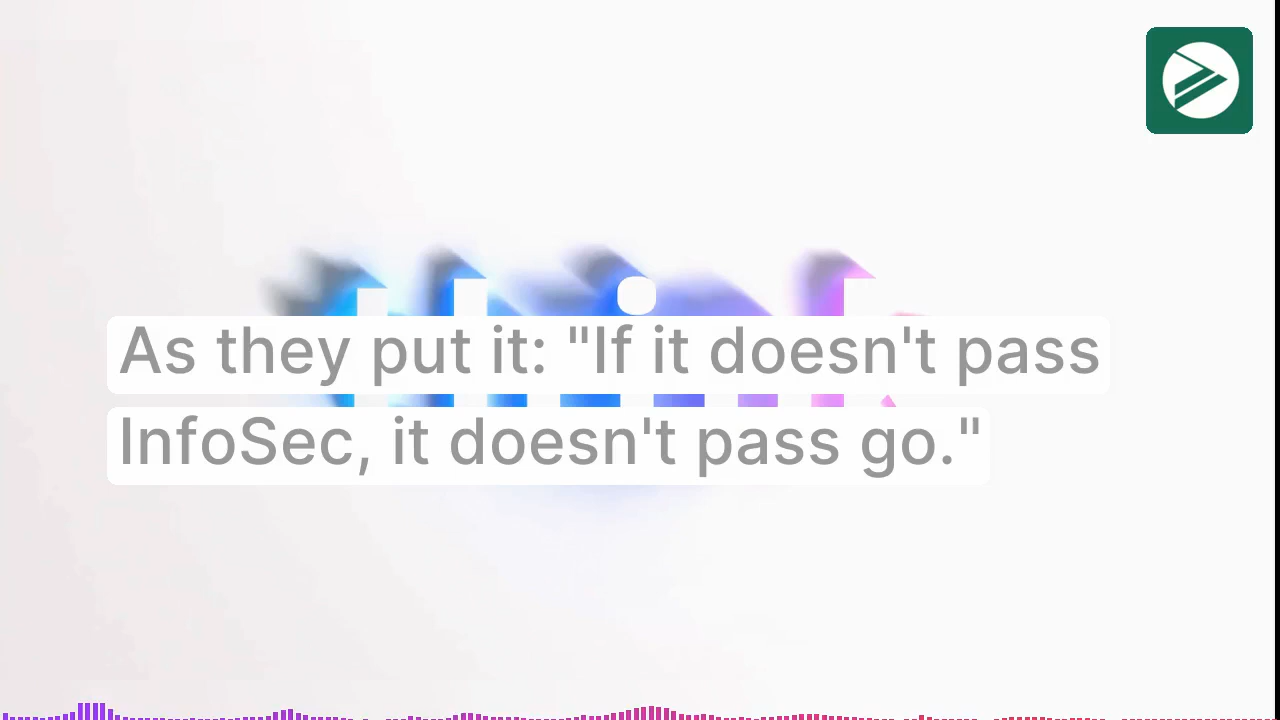 As they put it: "If it doesn't pass
InfoSec, it doesn't pass go."